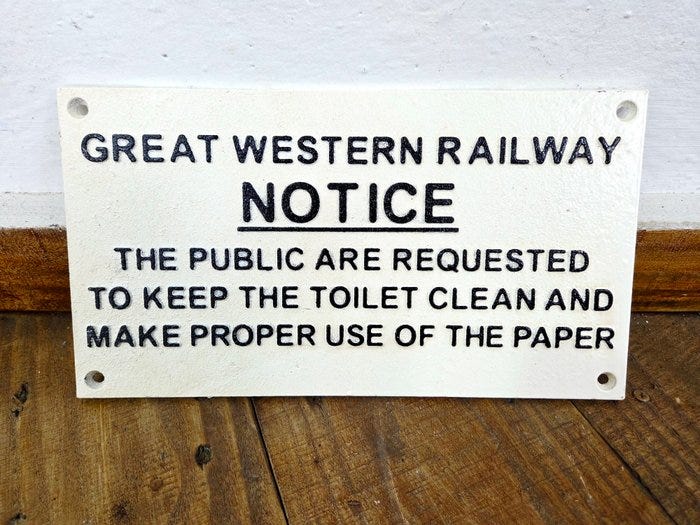 GREAT WESTERN RAILWAY
NOTICE
THE PUBLIC ARE REQUESTED
TO KEEP THE TOILET CLEAN AND
MAKE PROPER USE OF THE PAPER